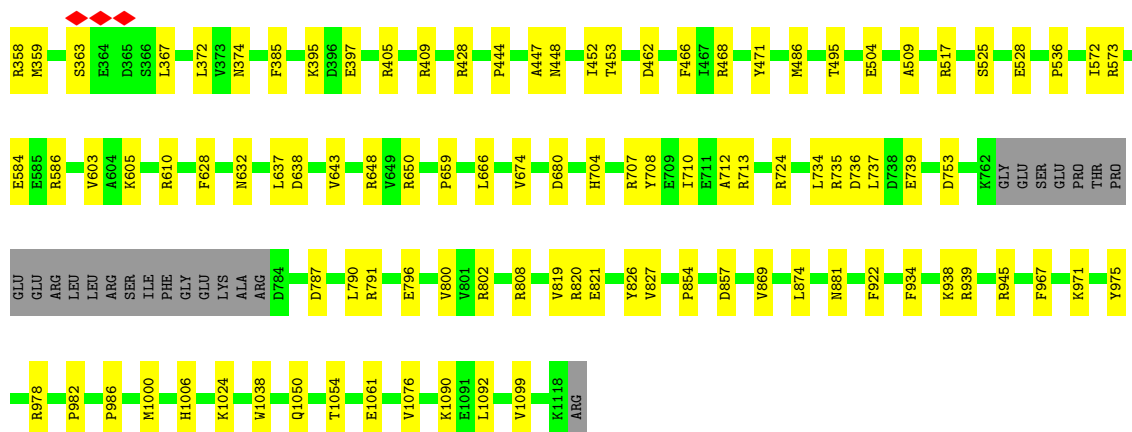 R358 M359 S363 E364 D365 S366 L367 L372 V373 N374 F385 K395 D396 E397 R405 R409 R428 P444 A447 N448 I452 T453 D462 F466 I467 R468 Y471 M486 T495 E504 A509 R517 S525 E528 P536 I572 R573
E584 E585 R586 V603 A604 K605 R610 F628 N632 L637 D638 V643 R648 V649 R650 P659 L666 V674 D680 H704 R707 Y708 E709 I710 E711 A712 R713 R724 L734 R735 D736 L737 D738 E739 D753 K762 GLY GLU SER GLU PRO THR PRO
GLU GLU ARG LEU LEU ARG SER ILE PHE GLY GLU LYS ALA ARG D784 D787 L790 R791 E796 V800 V801 R802 R808 V819 R820 E821 Y826 V827 P854 D857 V869 L874 N881 F922 F934 K938 R939 R945 F967 K971 Y975
R978 P982 P986 M1000 H1006 K1024 W1038 Q1050 T1054 E1061 V1076 K1090 E1091 L1092 V1099 K1118 ARG